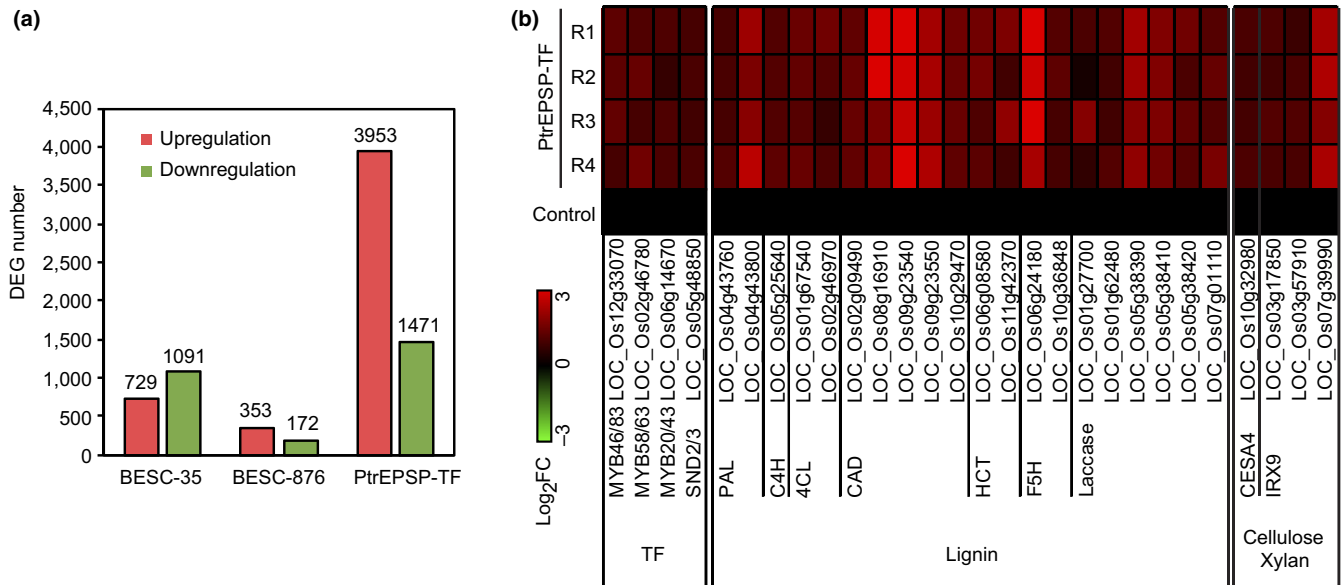 (a)
DEG number
4,500
4,000
3,500
3,000
2,500
2,000
1,500
1,000
500
0
Upregulation
Downregulation
729
1091
353
172
3953
1471
BESC-35
BESC-876
PtrEPSP-TF
(b)
PtrEPSP-TF
R1
R2
R3
R4
Control
Log2FC
3
0
−3
MYB46/83 LOC_Os12g33070
MYB58/63 LOC_Os02g46780
MYB20/43 LOC_Os06g14670
SND2/3 LOC_Os05g48850
PAL LOC_Os04g43760
LOC_Os04g43800
C4H LOC_Os05g25640
4CL LOC_Os01g67540
LOC_Os02g46970
CAD LOC_Os02g09490
LOC_Os08g16910
LOC_Os09g23540
LOC_Os09g23550
LOC_Os10g29470
HCT LOC_Os06g08580
LOC_Os11g42370
F5H LOC_Os06g24180
LOC_Os10g36848
Laccase LOC_Os01g27700
LOC_Os01g62480
LOC_Os05g38390
LOC_Os05g38410
LOC_Os05g38420
LOC_Os07g01110
CESA4 LOC_Os10g32980
IRX9 LOC_Os03g17850
LOC_Os03g57910
LOC_Os07g39990
TF
Lignin
Cellulose
Xylan